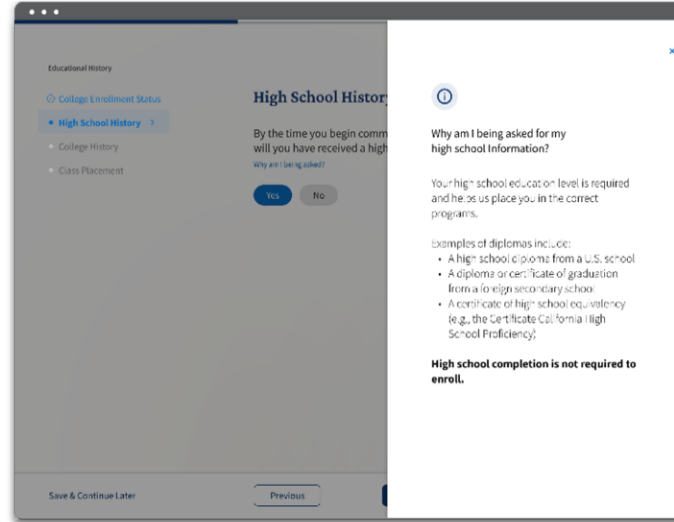 Educational History
College Enrollment Status
High School History
College History
Class Placement
High School History
By the time you begin comm
will you have received a high
Why am I being asked?
Yes
No
Save & Continue Later
Previous
×
Why am I being asked for my
high school Information?
Your high school education level is required
and helps us place you in the correct
programs.
Examples of diplomas include:
• A high school diploma from a U.S. school
• A diploma or certificate of graduation
from a foreign secondary school
• A certificate of high school equivalency
(e.g., the Certificate California High
School Proficiency)
High school completion is not required to
enroll.